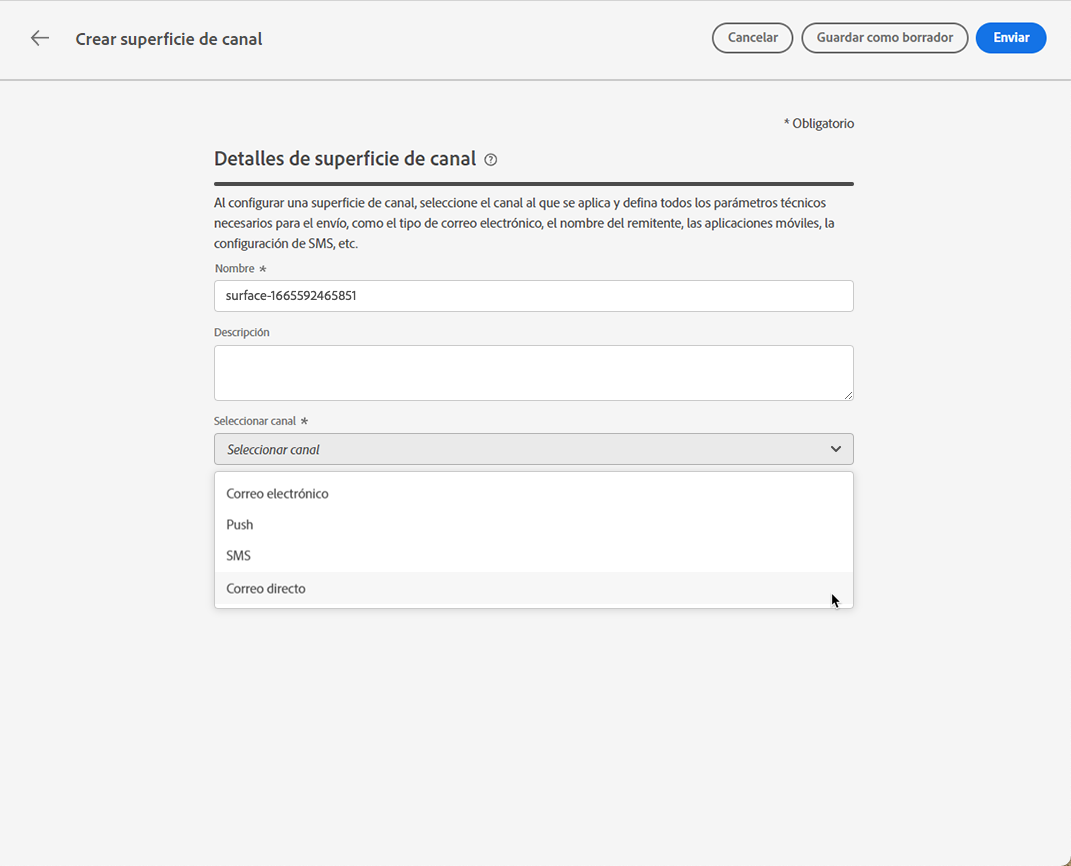 Crear superficie de canal
Cancelar
Guardar como borrador
Enviar
* Obligatorio
Detalles de superficie de canal
Al configurar una superficie de canal, seleccione el canal al que se aplica y defina todos los parámetros técnicos
necesarios para el envío, como el tipo de correo electrónico, el nombre del remitente, las aplicaciones móviles, la
configuración de SMS, etc.
Nombre *
surface-1665592465851
Descripción
Seleccionar canal *
Seleccionar canal
Correo electrónico
Push
SMS
Correo directo